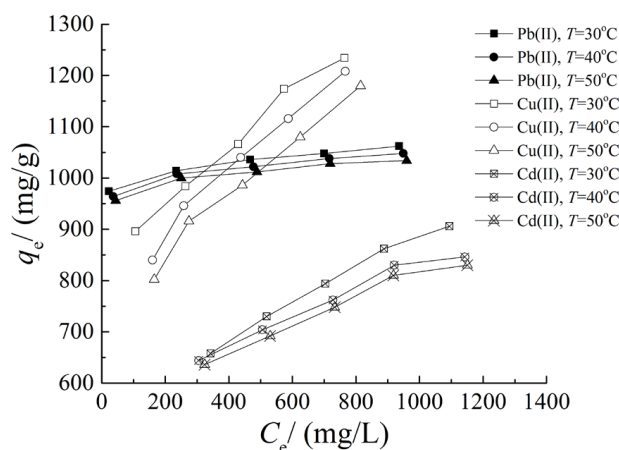 1300
1200
1100
1000
900
800
700
600
0 200 400 600 800 1000 1200 1400
qe/ (mg/g)
Ce/ (mg/L)
Pb(II), T=30°C
Pb(II), T=40°C
Pb(II), T=50°C
Cu(II), T=30°C
Cu(II), T=40°C
Cu(II), T=50°C
Cd(II), T=30°C
Cd(II), T=40°C
Cd(II), T=50°C